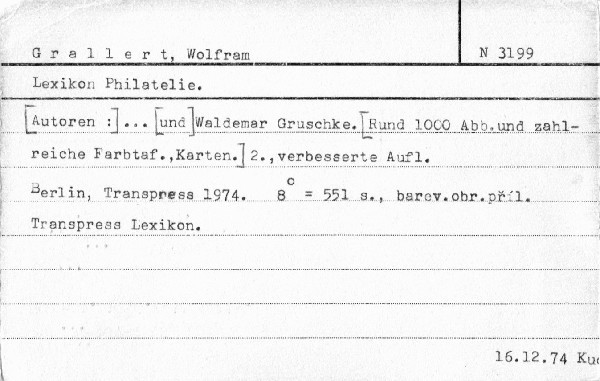 G r a l l e r t, Wolfram N 3199
Lexikon Philatelie.
[Autoren :]... [und]Waldemar Gruschke.[Rund 1000 Abb.und zahl-
reiche Farbtaf.,Karten.]2.,verbesserte Aufl.
Berlin, Transpress 1974. 8° = 551 s., barev.obr.příl.
Transpress Lexikon.
16.12.74